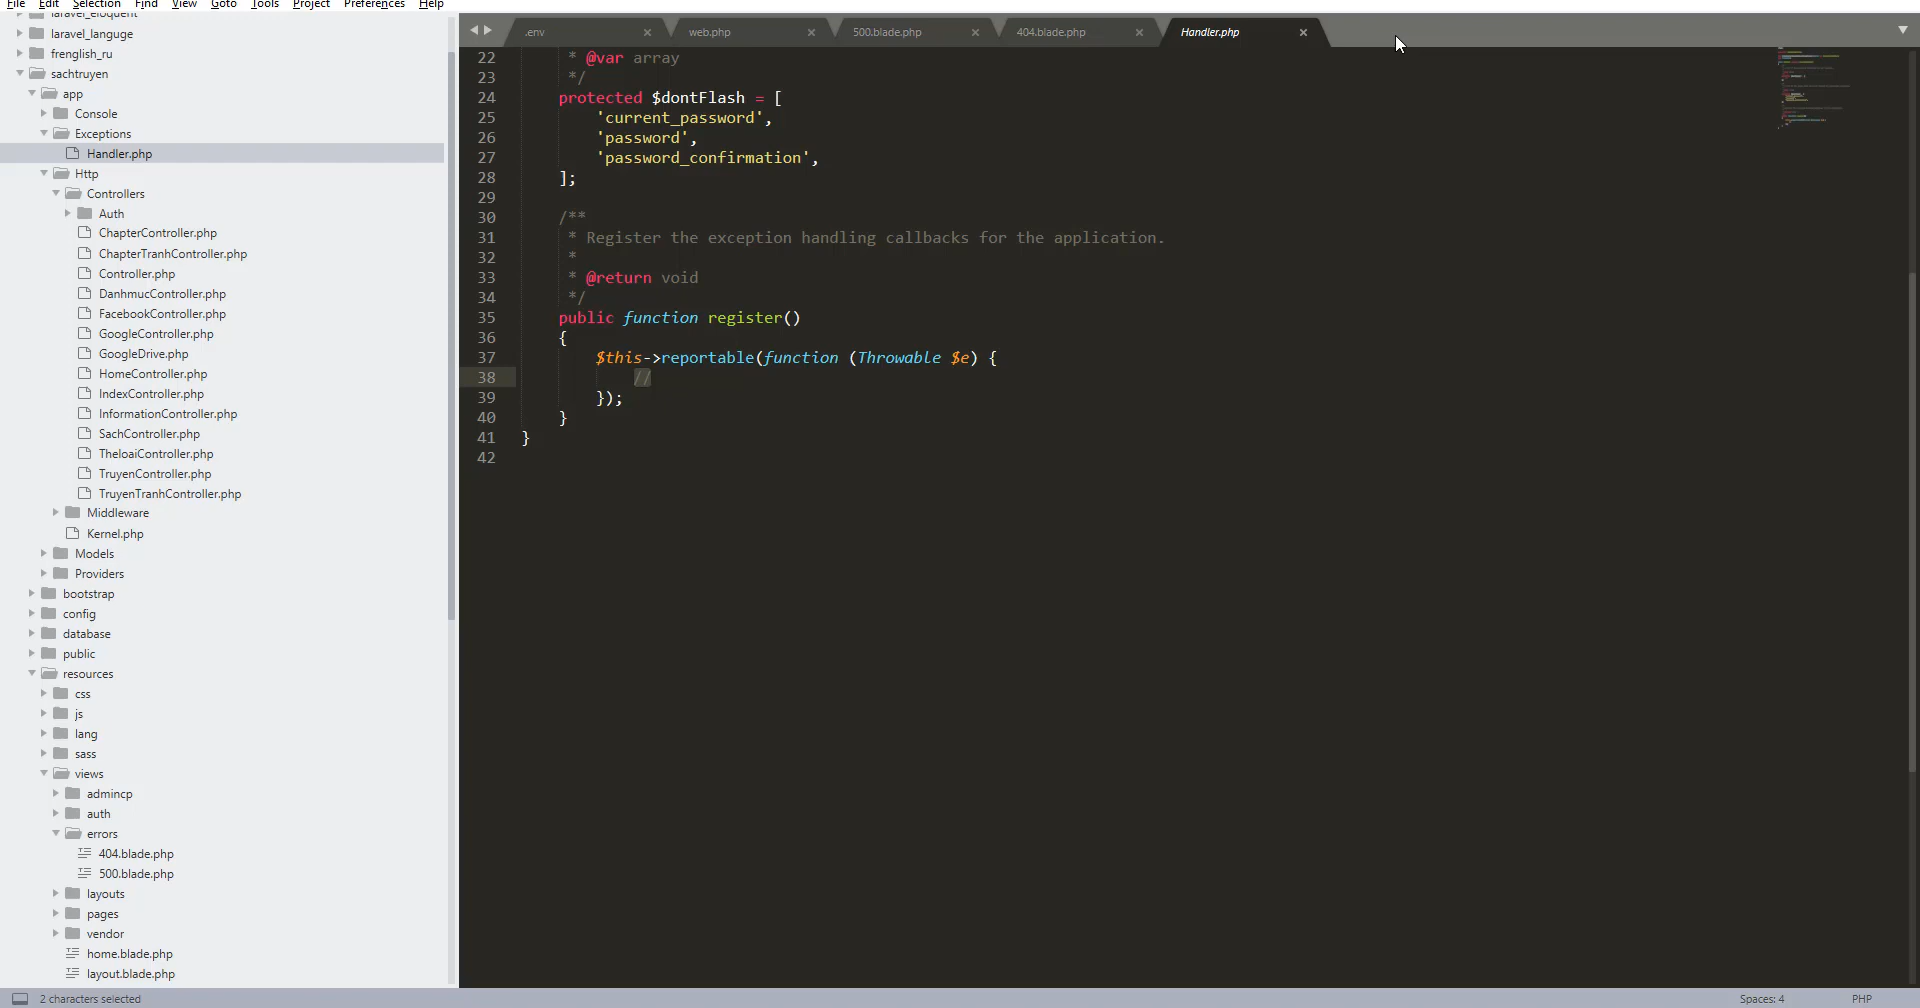 File Edit Selection Find View Goto Tools Project Preferences Help
laravel_eloquent
laravel_languge
frenglish_ru
sachtruyen
app
Console
Exceptions
Handler.php
Http
Controllers
Auth
ChapterController.php
ChapterTranhController.php
Controller.php
DanhmucController.php
FacebookController.php
GoogleController.php
GoogleDrive.php
HomeController.php
IndexController.php
InformationController.php
SachController.php
TheloaiController.php
TruyenController.php
TruyenTranhController.php
Middleware
Kernel.php
Models
Providers
bootstrap
config
database
public
resources
css
js
lang
sass
views
admincp
auth
errors
404.blade.php
500.blade.php
layouts
pages
vendor
home.blade.php
layout.blade.php
.env × web.php × 500.blade.php × 404.blade.php × Handler.php ×
22 * @var array
23 */
24 protected $dontFlash = [
25 'current_password',
26 'password',
27 'password_confirmation',
28 ];
29
30 /**
31 * Register the exception handling callbacks for the application.
32 *
33 * @return void
34 */
35 public function register()
36 {
37 $this->reportable(function (Throwable $e) {
38 //
39 });
40 }
41 }
42
2 characters selected Spaces: 4 PHP